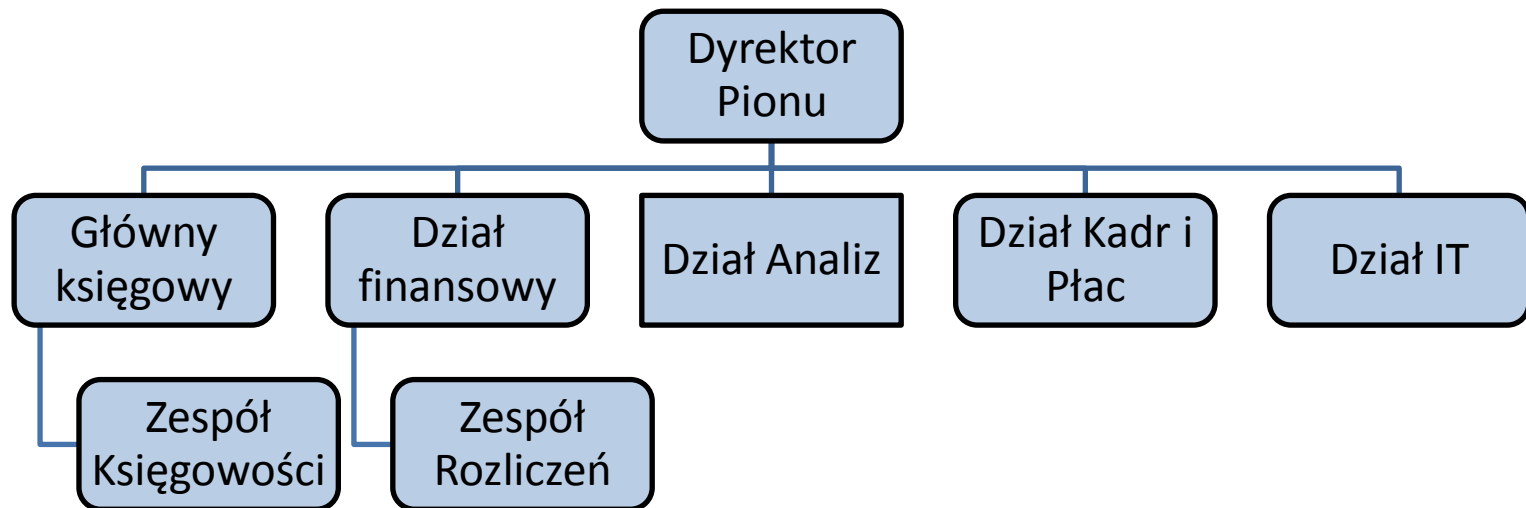 Dyrektor
Pionu
Główny
księgowy
Dział
finansowy
Dział Analiz
Dział Kadr i
Płac
Dział IT
Zespół
Księgowości
Zespół
Rozliczeń